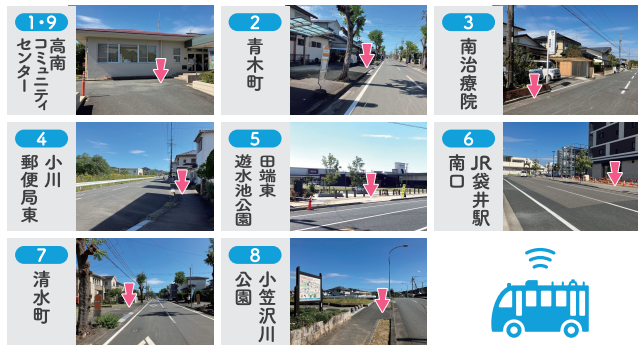 1・9
高南
コミュニティ
センター
2
青木町
3
南治療院
4
小川
郵便局東
5
田端東
遊水池公園
6
JR袋井駅
南口
7
清水町
8
小笠沢川
公園